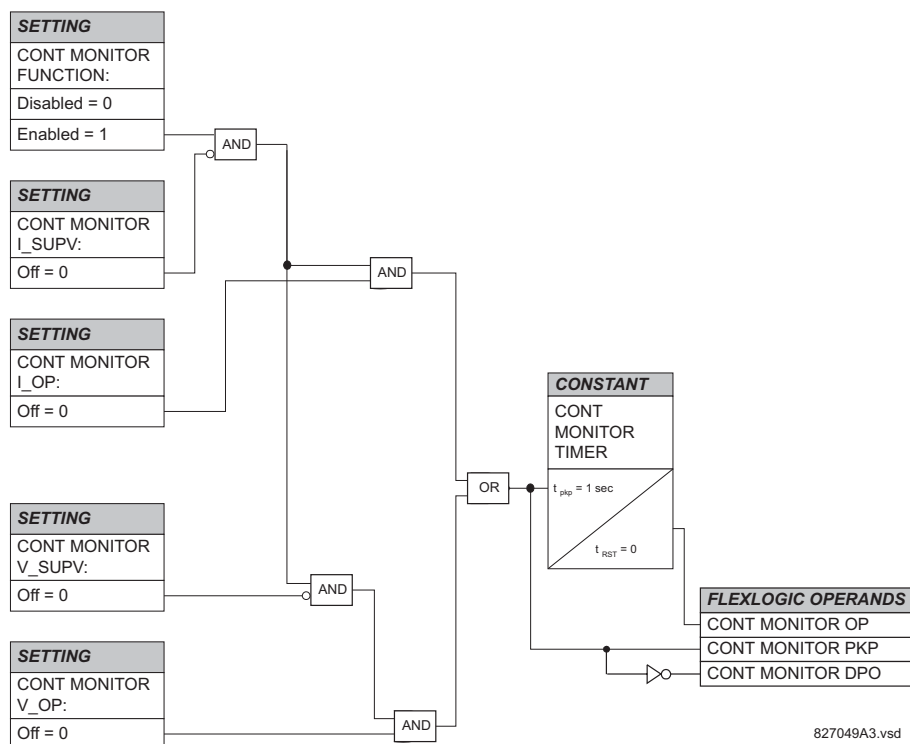 SETTING
CONT MONITOR
FUNCTION:
Disabled = 0
Enabled = 1
AND
SETTING
CONT MONITOR
I_SUPV:
Off = 0
AND
SETTING
CONT MONITOR
I_OP:
Off = 0
CONSTANT
CONT
MONITOR
TIMER
t pkp = 1 sec
t RST = 0
OR
SETTING
CONT MONITOR
V_SUPV:
Off = 0
AND
FLEXLOGIC OPERANDS
CONT MONITOR OP
CONT MONITOR PKP
CONT MONITOR DPO
SETTING
CONT MONITOR
V_OP:
Off = 0
AND
827049A3.vsd